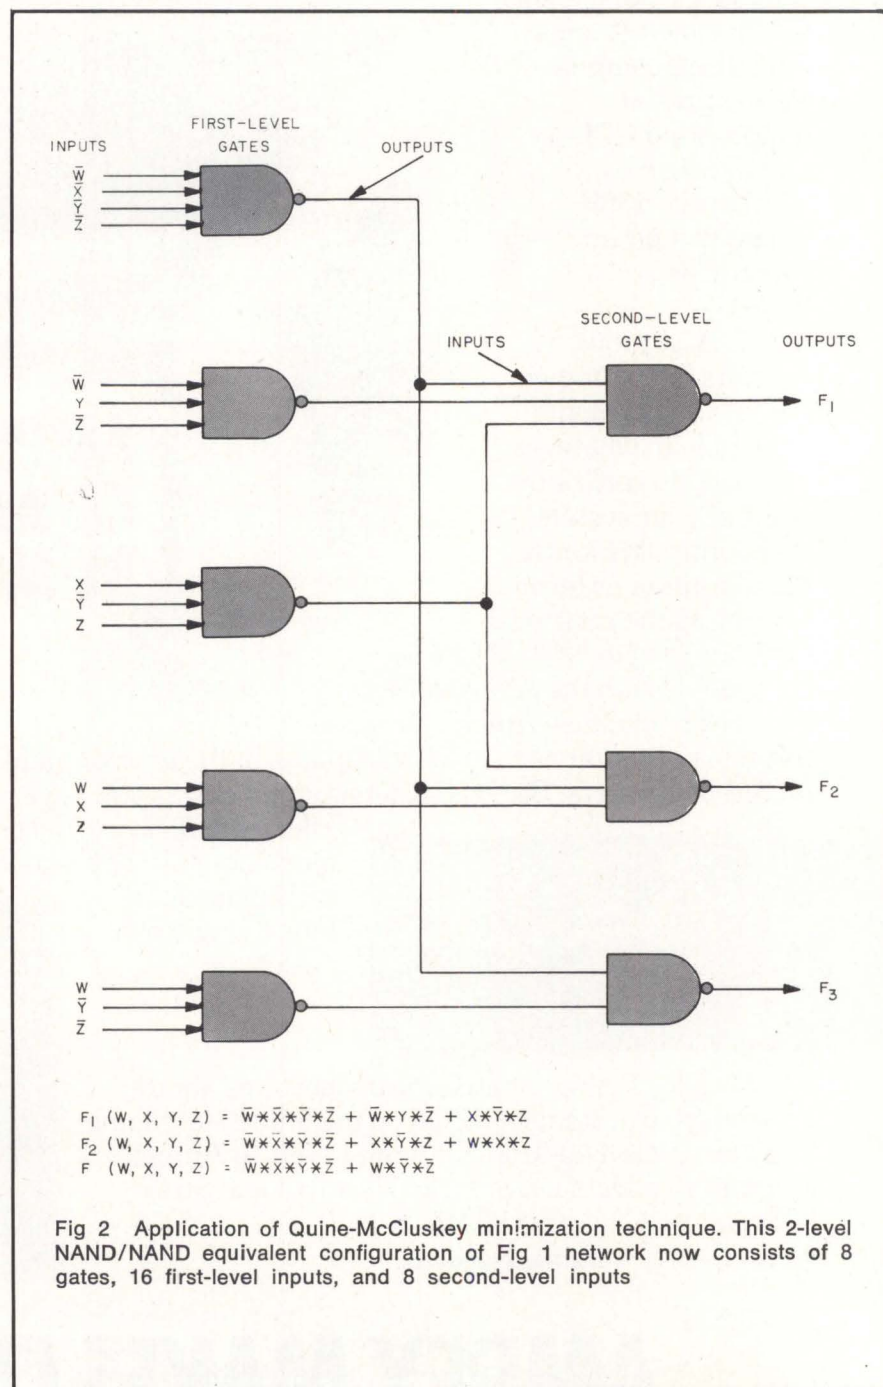 FIRST-LEVEL
GATES
INPUTS
OUTPUTS
W̄
X̄
Ȳ
Z̄
SECOND-LEVEL
GATES
INPUTS
OUTPUTS
W̄
Y
Z̄
F₁
X
Ȳ
Z
W
X
Z
F₂
W
Ȳ
Z̄
F₃
F₁ (W, X, Y, Z) = W̄*X̄*Ȳ*Z̄ + W̄*Y*Z̄ + X*Ȳ*Z
F₂ (W, X, Y, Z) = W̄*X̄*Ȳ*Z̄ + X*Ȳ*Z + W*X*Z
F (W, X, Y, Z) = W̄*X̄*Ȳ*Z̄ + W*Ȳ*Z̄
Fig 2 Application of Quine-McCluskey minimization technique. This 2-level
NAND/NAND equivalent configuration of Fig 1 network now consists of 8
gates, 16 first-level inputs, and 8 second-level inputs